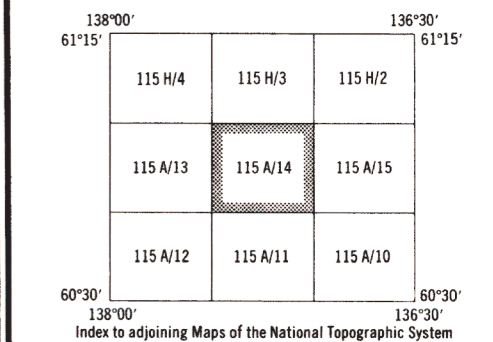 138°00′ 136°30′
61°15′ 61°15′
115 H/4 115 H/3 115 H/2
115 A/13 115 A/14 115 A/15
115 A/12 115 A/11 115 A/10
60°30′ 60°30′
138°00′ 136°30′
Index to adjoining Maps of the National Topographic System